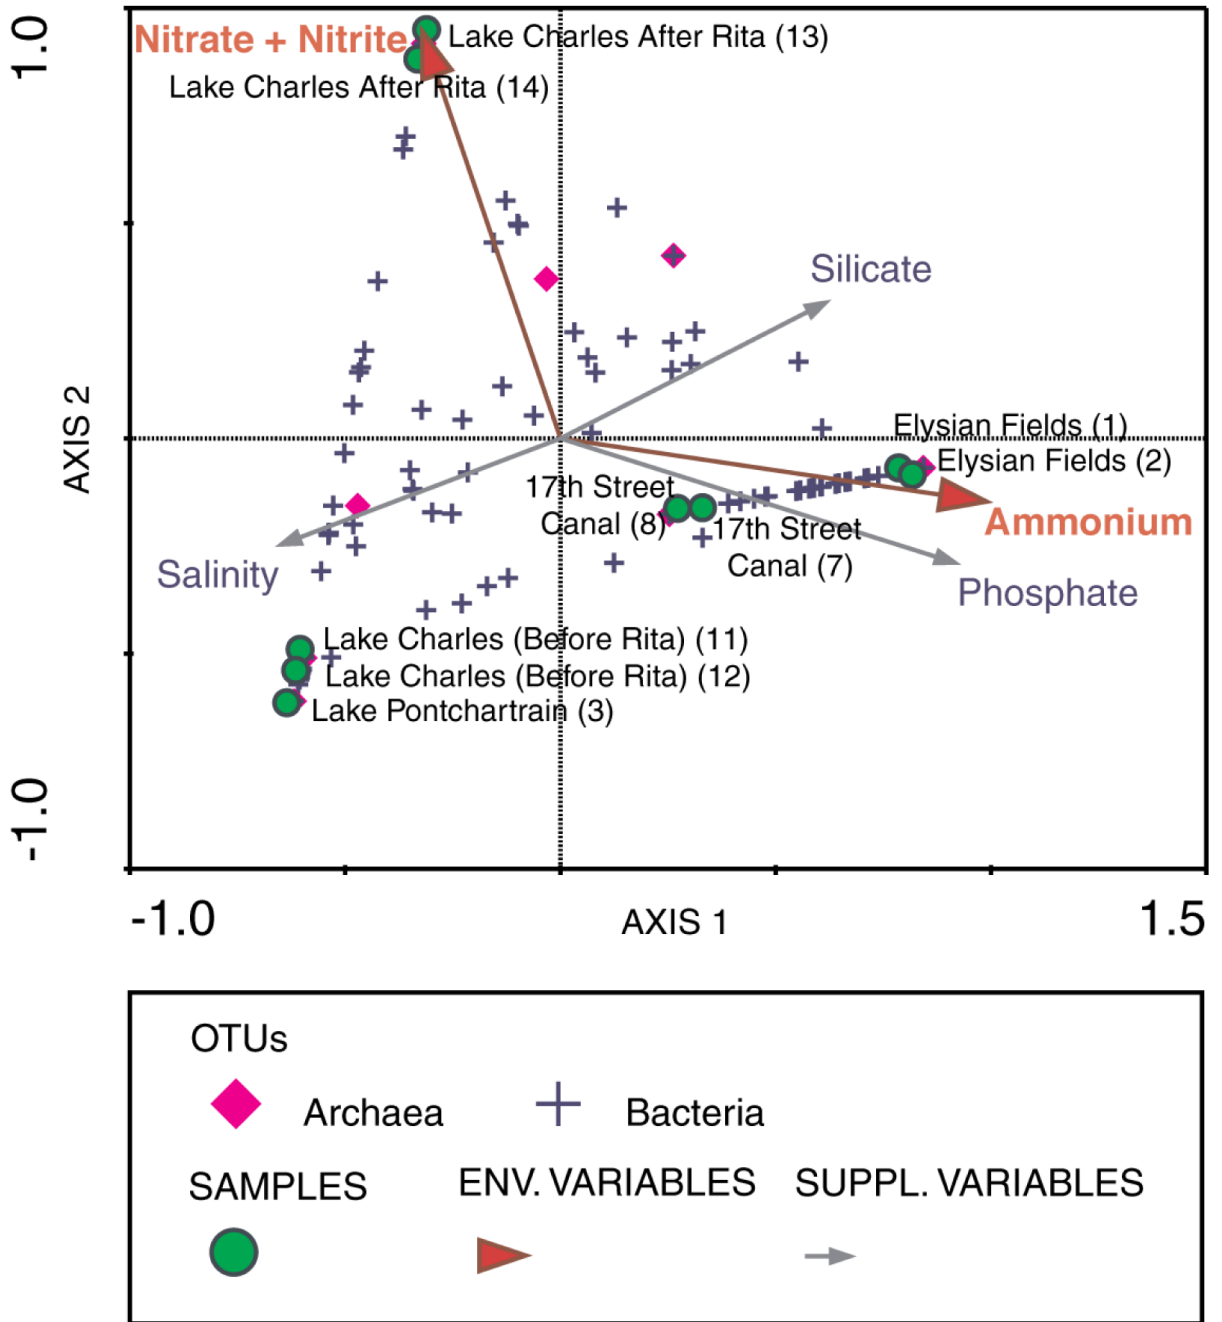 1.0
Nitrate + Nitrite
Lake Charles After Rita (13)
Lake Charles After Rita (14)
Silicate
AXIS 2
Elysian Fields (1)
Elysian Fields (2)
17th Street
Canal (8)
17th Street
Canal (7)
Ammonium
Phosphate
Salinity
Lake Charles (Before Rita) (11)
Lake Charles (Before Rita) (12)
Lake Pontchartrain (3)
-1.0
-1.0
AXIS 1
1.5
OTUs
Archaea
Bacteria
SAMPLES
ENV. VARIABLES
SUPPL. VARIABLES